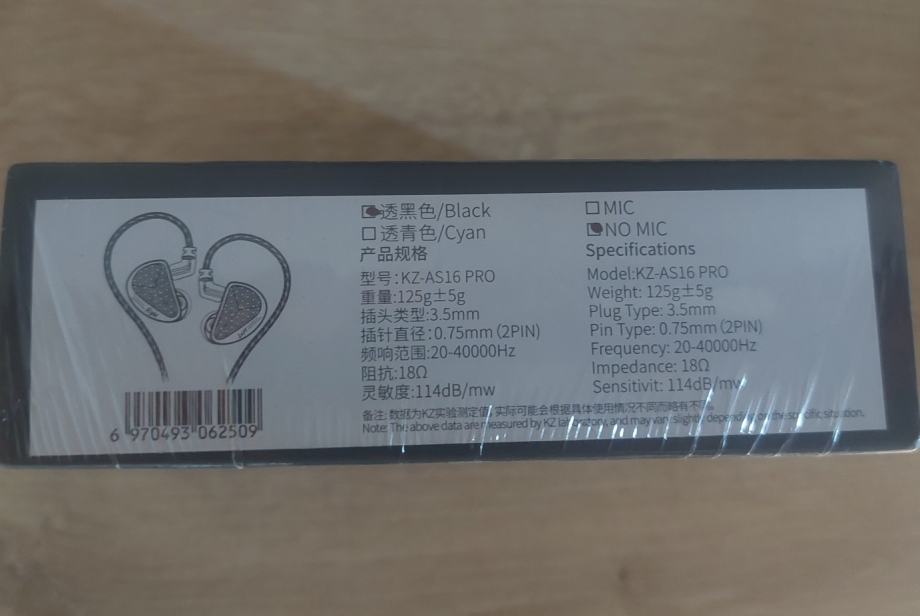 透黑色/Black
透青色/Cyan
产品规格
型号:KZ-AS16 PRO
重量:125g±5g
插头类型:3.5mm
插针直径:0.75mm (2PIN)
频响范围:20-40000Hz
阻抗:18Ω
灵敏度:114dB/mw
MIC
NO MIC
Specifications
Model:KZ-AS16 PRO
Weight: 125g±5g
Plug Type: 3.5mm
Pin Type: 0.75mm (2PIN)
Frequency: 20-40000Hz
Impedance: 18Ω
Sensitivit: 114dB/mw
备注: 数据为KZ实验测定值, 实际可能会根据具体使用情况不同而略有不同。
Note: The above data are measured by KZ laboratory, and may vary slightly depending on the specific situation.
6 970493 062509